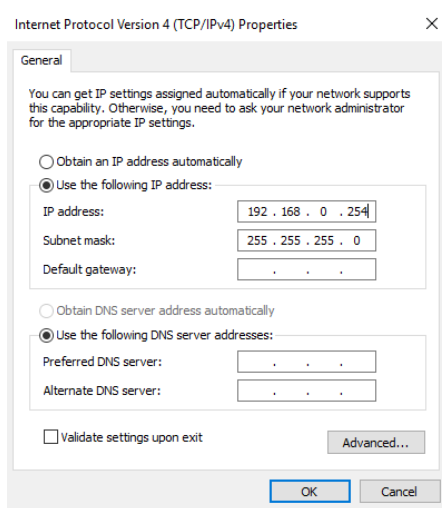 Internet Protocol Version 4 (TCP/IPv4) Properties
General
You can get IP settings assigned automatically if your network supports
this capability. Otherwise, you need to ask your network administrator
for the appropriate IP settings.
Obtain an IP address automatically
Use the following IP address:
IP address: 192 . 168 . 0 . 254
Subnet mask: 255 . 255 . 255 . 0
Default gateway: . . .
Obtain DNS server address automatically
Use the following DNS server addresses:
Preferred DNS server: . . .
Alternate DNS server: . . .
Validate settings upon exit
Advanced...
OK Cancel